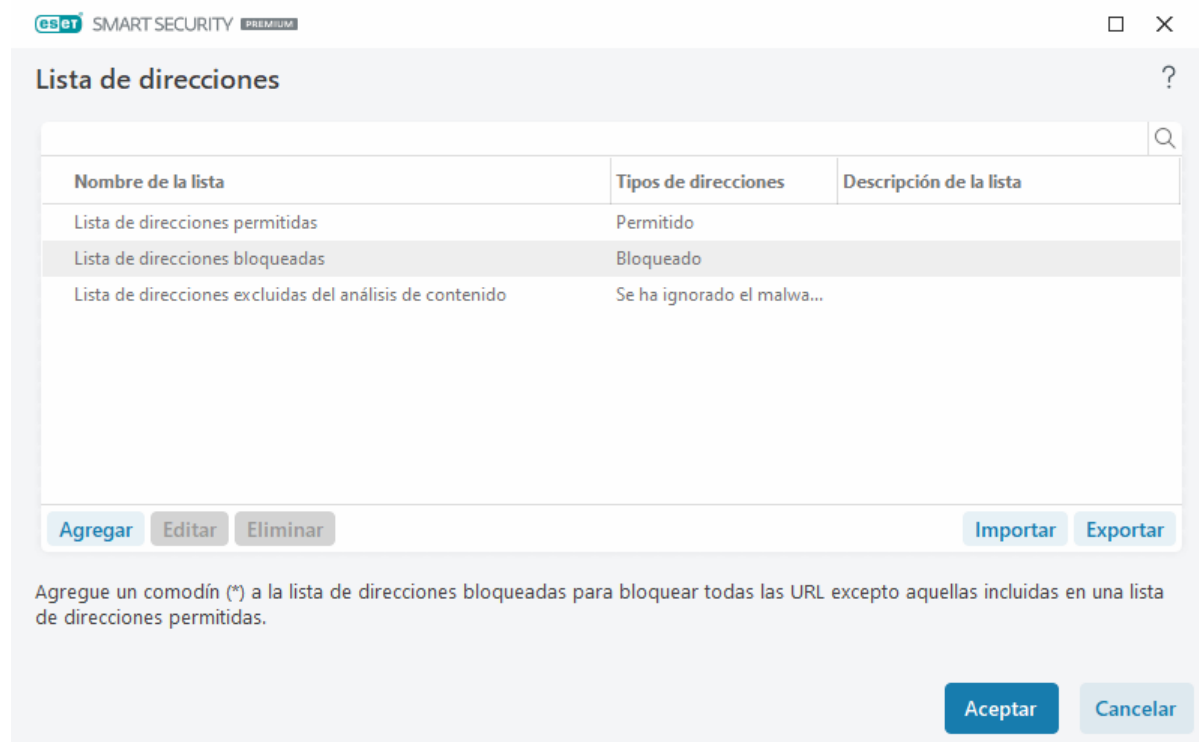 eset SMART SECURITY PREMIUM
Lista de direcciones
?
Nombre de la lista Tipos de direcciones Descripción de la lista
Lista de direcciones permitidas Permitido
Lista de direcciones bloqueadas Bloqueado
Lista de direcciones excluidas del análisis de contenido Se ha ignorado el malwa...
Agregar Editar Eliminar Importar Exportar
Agregue un comodín (*) a la lista de direcciones bloqueadas para bloquear todas las URL excepto aquellas incluidas en una lista
de direcciones permitidas.
Aceptar Cancelar